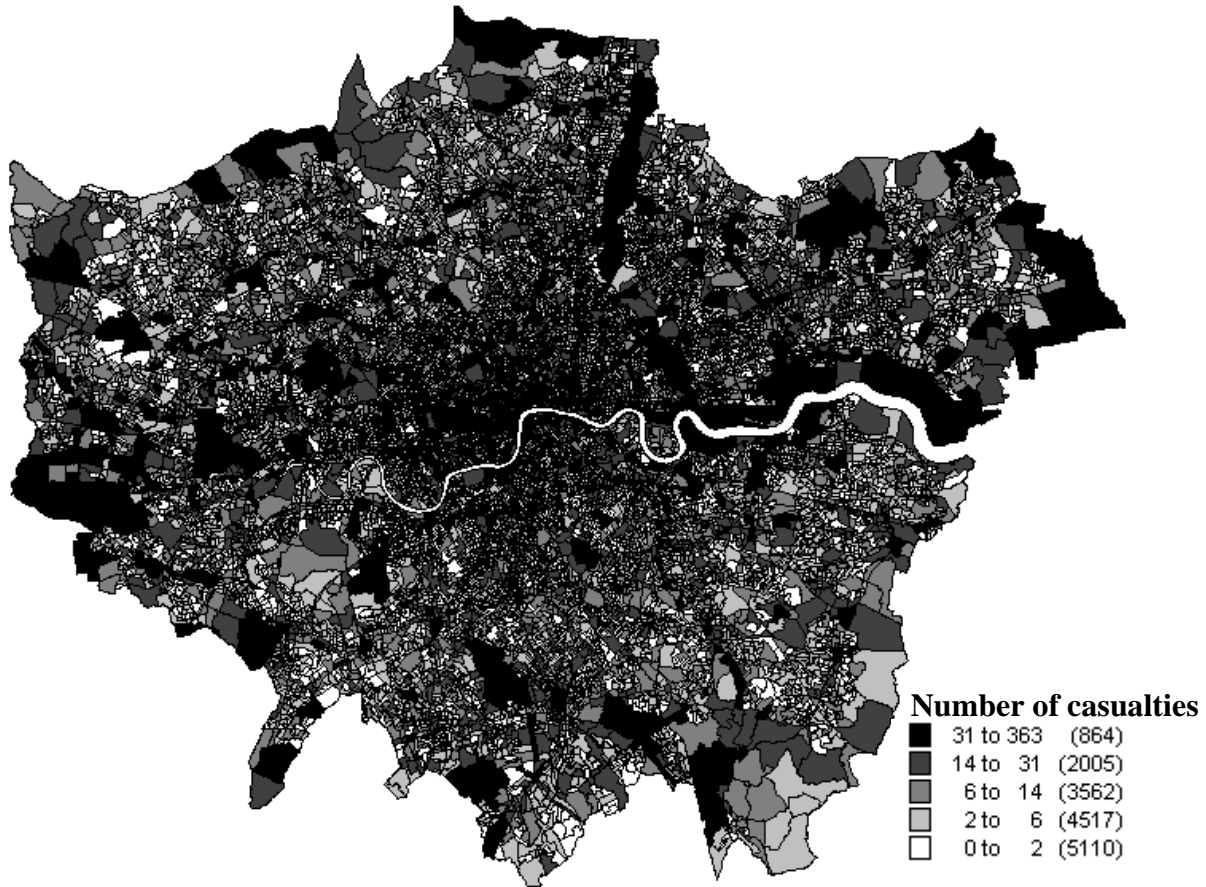 Number of casualties
31 to 363 (864)
14 to 31 (2005)
6 to 14 (3562)
2 to 6 (4517)
0 to 2 (5110)